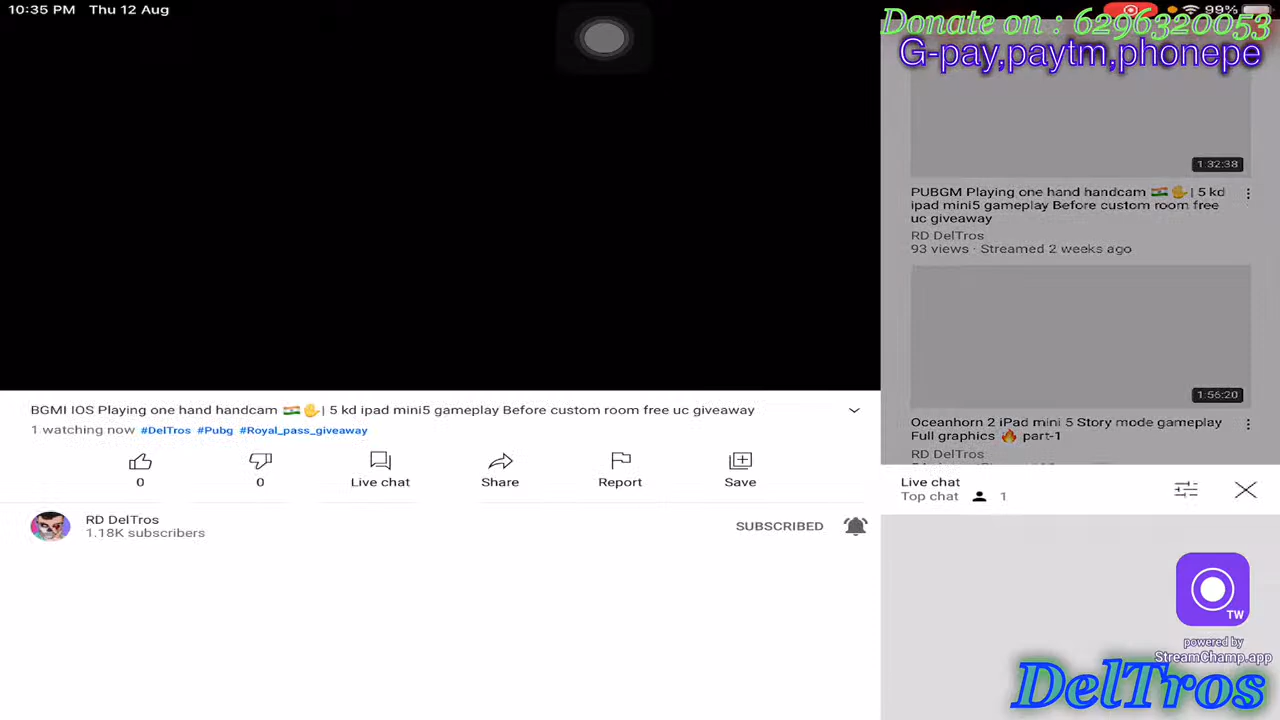 10:35 PM Thu 12 Aug
99%
Donate on : 6296320053
G-pay,paytm,phonepe
1:32:38
PUBGM Playing one hand handcam 🇮🇳✋| 5 kd
ipad mini5 gameplay Before custom room free
uc giveaway
RD DelTros
93 views · Streamed 2 weeks ago
1:56:20
Oceanhorn 2 iPad mini 5 Story mode gameplay
Full graphics 🔥 part-1
RD DelTros
BGMI IOS Playing one hand handcam 🇮🇳✋| 5 kd ipad mini5 gameplay Before custom room free uc giveaway
1 watching now #DelTros #Pubg #Royal_pass_giveaway
0 0 Live chat Share Report Save
RD DelTros
1.18K subscribers
SUBSCRIBED
Live chat
Top chat 1
TW
powered by
StreamChamp.app
DelTros